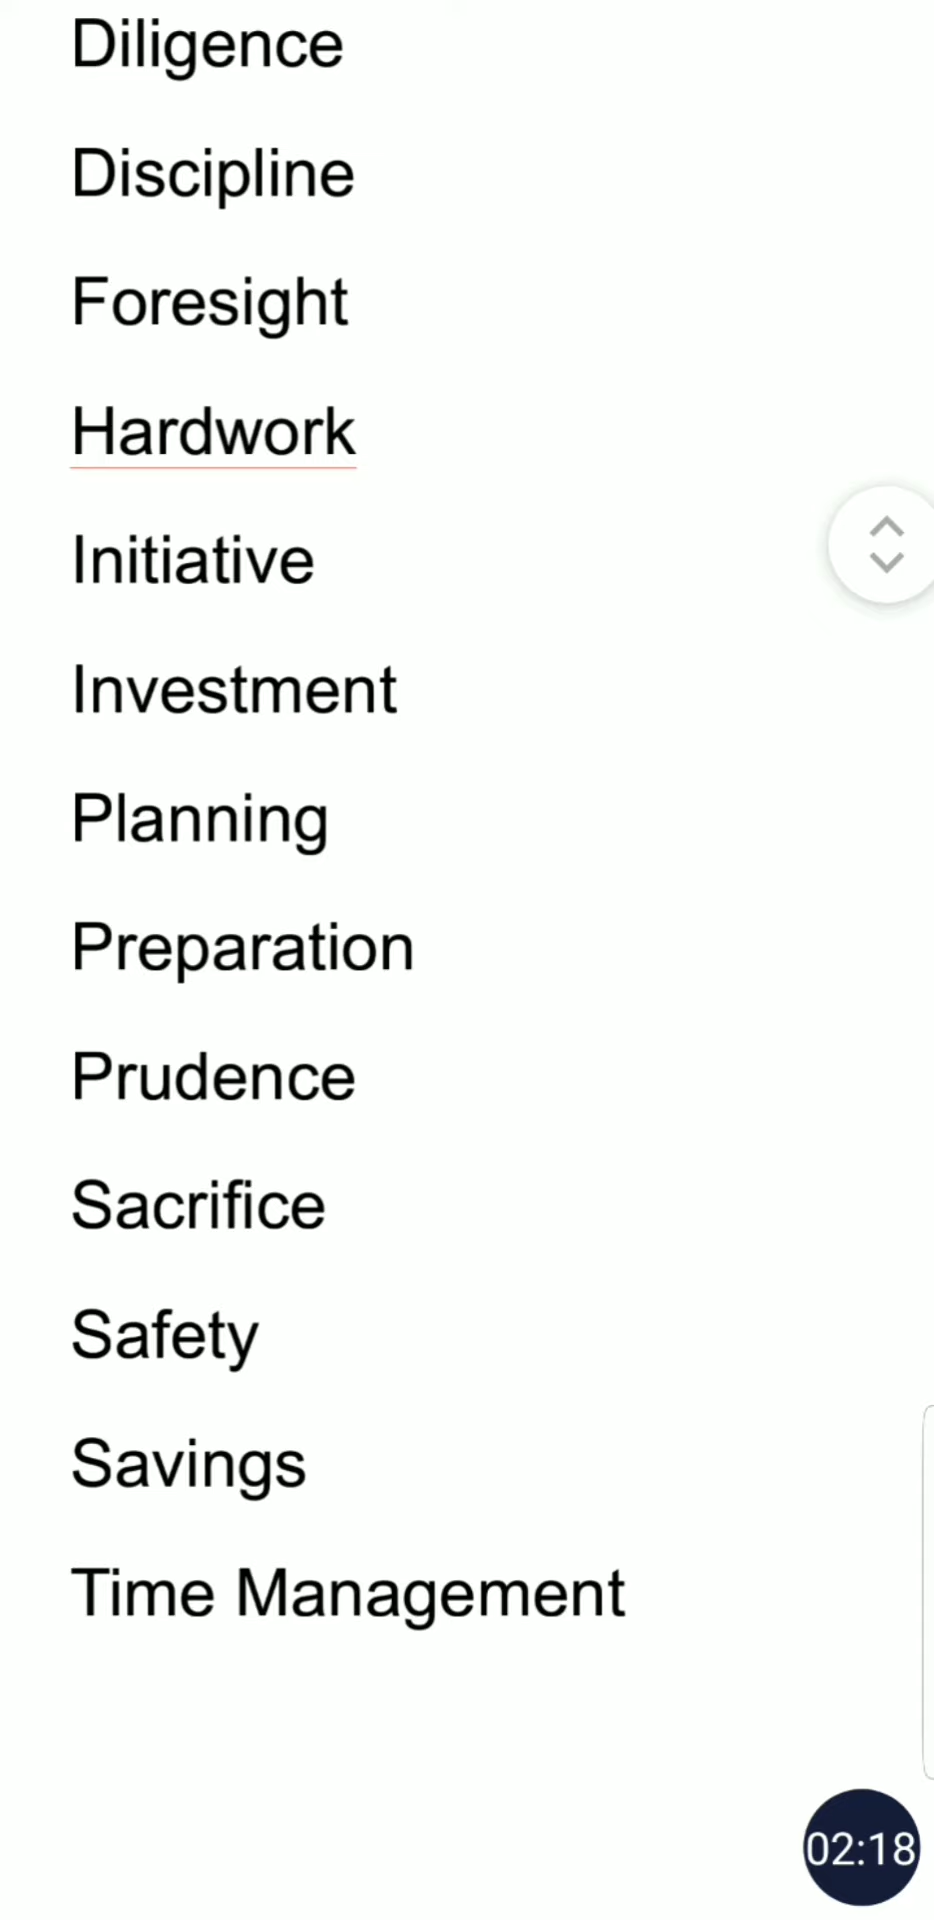 Diligence
Discipline
Foresight
Hardwork
Initiative
Investment
Planning
Preparation
Prudence
Sacrifice
Safety
Savings
Time Management
02:18